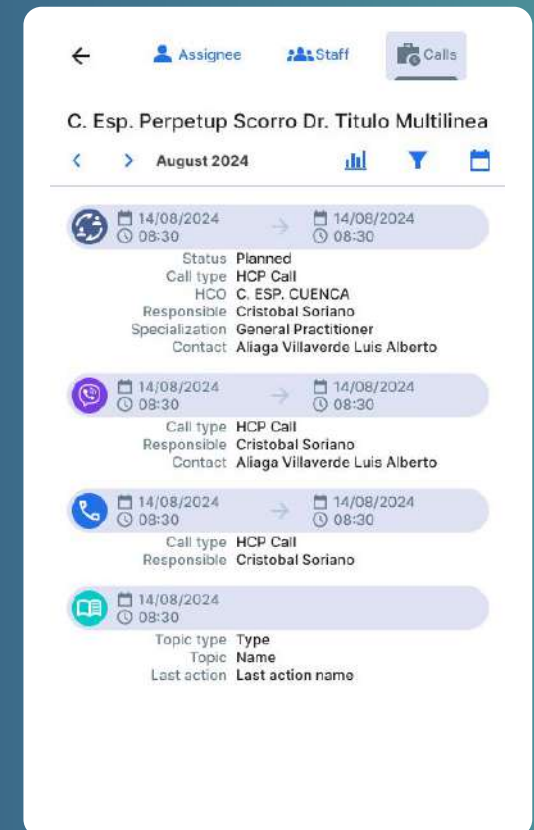 Assignee Staff Calls
C. Esp. Perpetup Scorro Dr. Titulo Multilinea
August 2024
14/08/2024 14/08/2024
08:30 08:30
Status Planned
Call type HCP Call
HCO C. ESP. CUENCA
Responsible Cristobal Soriano
Specialization General Practitioner
Contact Aliaga Villaverde Luis Alberto
14/08/2024 14/08/2024
08:30 08:30
Call type HCP Call
Responsible Cristobal Soriano
Contact Aliaga Villaverde Luis Alberto
14/08/2024 14/08/2024
08:30 08:30
Call type HCP Call
Responsible Cristobal Soriano
14/08/2024
08:30
Topic type Type
Topic Name
Last action Last action name